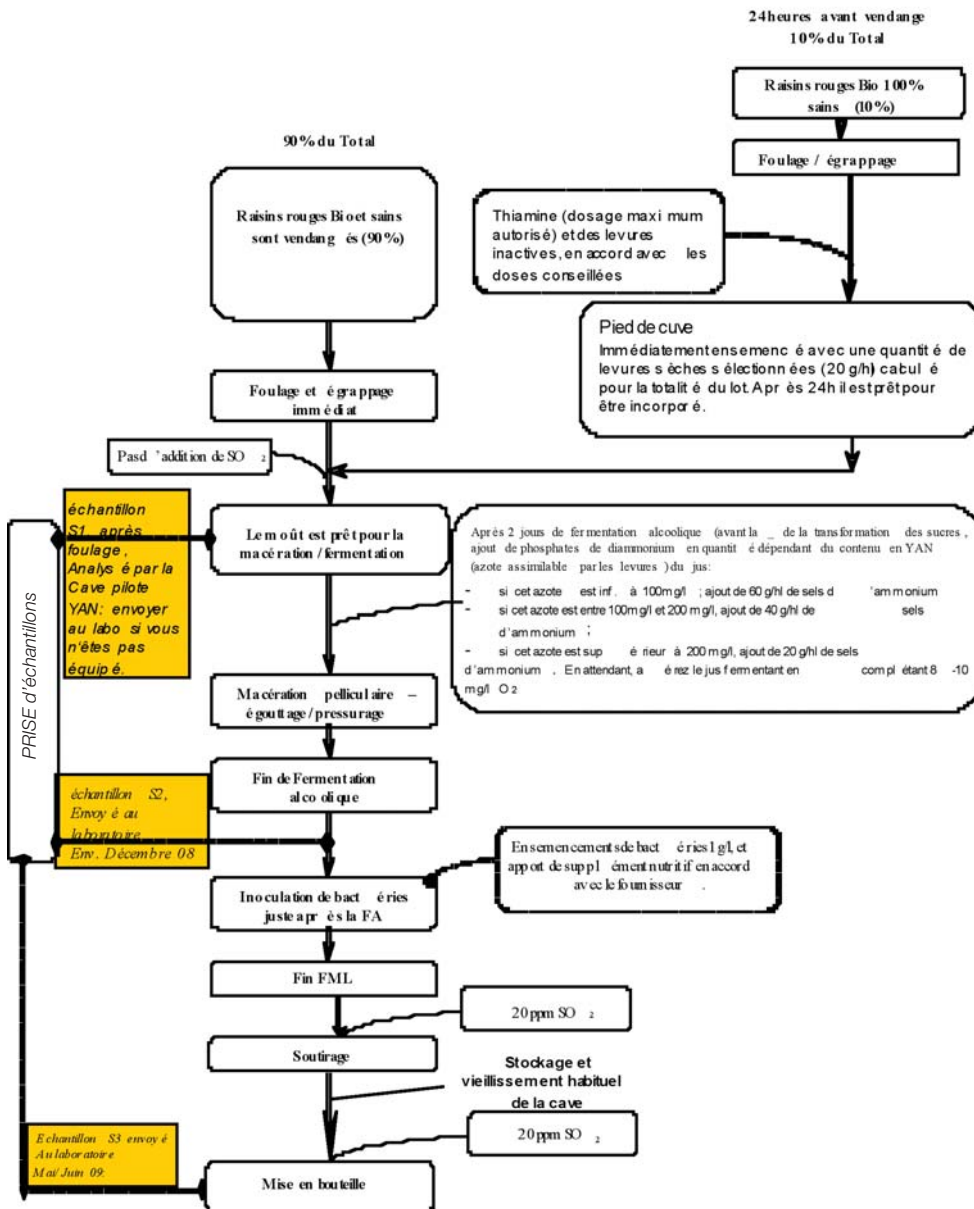 24heures avant vendange
10% du Total
Raisins rouges Bio 100%
sains (10%)
Foulage / égrappage
90% du Total
Raisins rouges Bio et sains
sont vendangés (90%)
Thiamine (dosage maximum
autorisé) et des levures
inactives, en accord avec les
doses conseillées
Pied de cuve
Immédiatement ensemencé avec une quantité de
levures sèches sélectionnées (20 g/h) calculé
pour la totalité du lot. Après 24h il est prêt pour
être incorporé.
Foulage et égrappage
immédiat
Pas d'addition de SO2
PRISE d'échantillons
échantillon
S1 après
foulage,
Analysé par la
Cave pilote
YAN: envoyer
au labo si vous
n'êtes pas
équipé.
Le moût est prêt pour la
macération / fermentation
Après 2 jours de fermentation alcoolique (avant la _ de la transformation des sucres,
ajout de phosphates de diammonium en quantité dépendant du contenu en YAN
(azote assimilable par les levures) du jus:
- si cet azote est inf. à 100mg/l ; ajout de 60 g/hl de sels d'ammonium
- si cet azote est entre 100mg/l et 200 mg/l, ajout de 40 g/hl de sels
d'ammonium ;
- si cet azote est supérieur à 200 mg/l, ajout de 20 g/hl de sels
d'ammonium . En attendant, aérez le jus fermentant en complétant 8 -10
mg/l O2
Macération pelliculaire –
égouttage/pressurage
Fin de Fermentation
alcoolique
échantillon S2,
Envoyé au
laboratoire
Env. Décembre 08
Ensemencements de bactéries 1g/l, et
apport de supplément nutritif en accord
avec le fournisseur .
Inoculation de bactéries
juste après la FA
Fin FML
20ppm SO2
Soutirage
Stockage et
vieillissement habituel
de la cave
20ppm SO2
Echantillon S3 envoyé
Au laboratoire
Mai/Juin 09:
Mise en bouteille